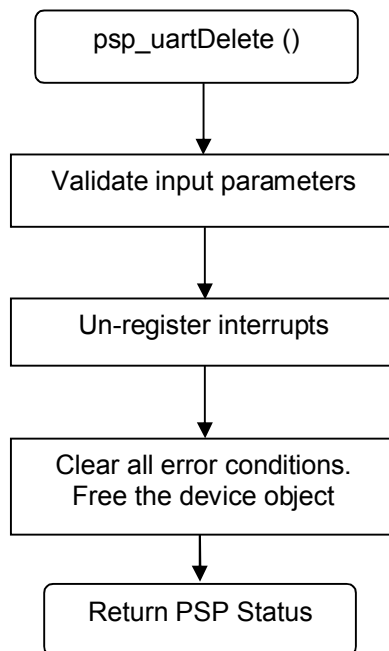 psp_uartDelete ()
Validate input parameters
Un-register interrupts
Clear all error conditions.
Free the device object
Return PSP Status